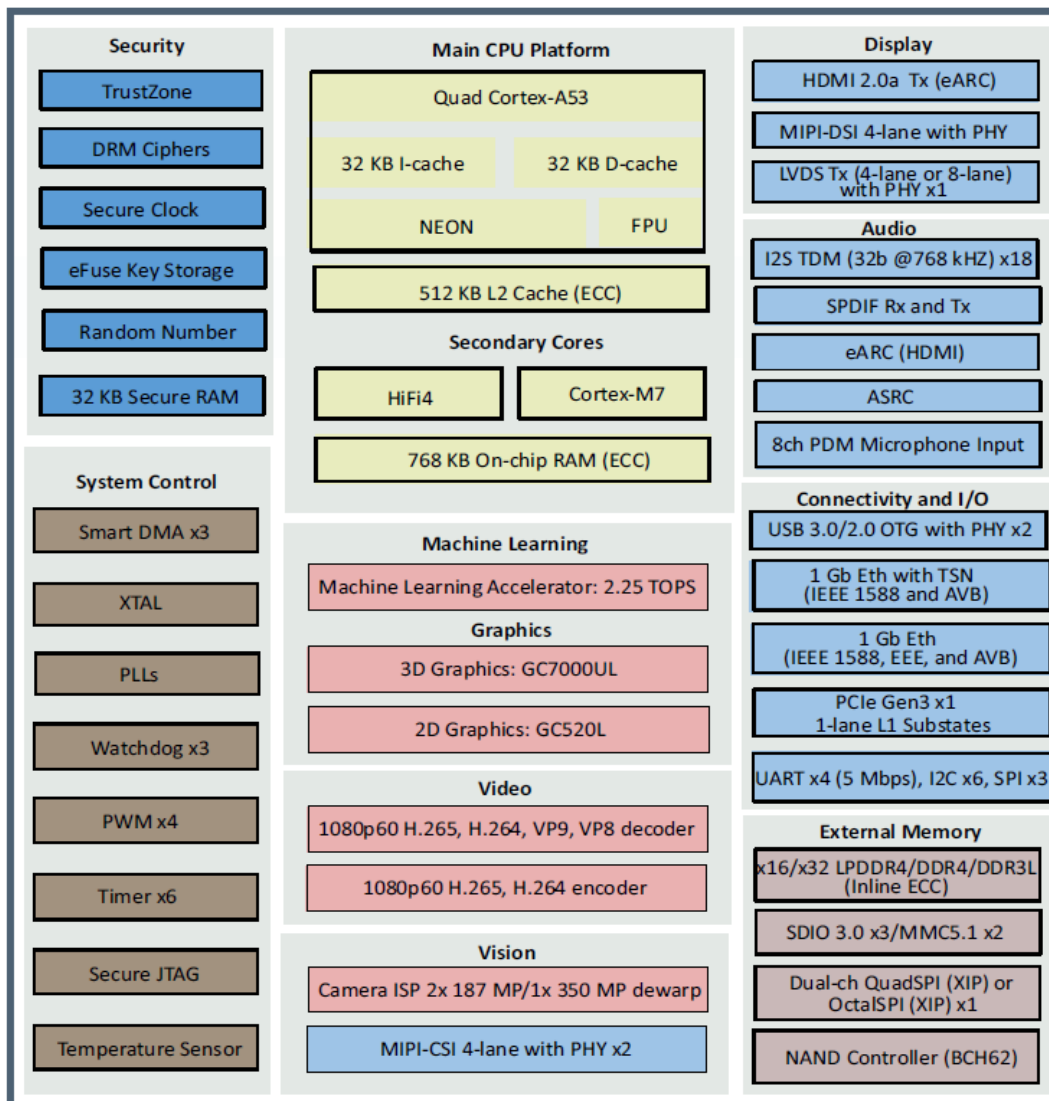 Security
TrustZone
DRM Ciphers
Secure Clock
eFuse Key Storage
Random Number
32 KB Secure RAM
System Control
Smart DMA x3
XTAL
PLLs
Watchdog x3
PWM x4
Timer x6
Secure JTAG
Temperature Sensor
Main CPU Platform
Quad Cortex-A53
32 KB I-cache
32 KB D-cache
NEON
FPU
512 KB L2 Cache (ECC)
Secondary Cores
HiFi4
Cortex-M7
768 KB On-chip RAM (ECC)
Machine Learning
Machine Learning Accelerator: 2.25 TOPS
Graphics
3D Graphics: GC7000UL
2D Graphics: GC520L
Video
1080p60 H.265, H.264, VP9, VP8 decoder
1080p60 H.265, H.264 encoder
Vision
Camera ISP 2x 187 MP/1x 350 MP dewarp
MIPI-CSI 4-lane with PHY x2
Display
HDMI 2.0a Tx (eARC)
MIPI-DSI 4-lane with PHY
LVDS Tx (4-lane or 8-lane)
with PHY x1
Audio
I2S TDM (32b @768 kHZ) x18
SPDIF Rx and Tx
eARC (HDMI)
ASRC
8ch PDM Microphone Input
Connectivity and I/O
USB 3.0/2.0 OTG with PHY x2
1 Gb Eth with TSN
(IEEE 1588 and AVB)
1 Gb Eth
(IEEE 1588, EEE, and AVB)
PCIe Gen3 x1
1-lane L1 Substates
UART x4 (5 Mbps), I2C x6, SPI x3
External Memory
x16/x32 LPDDR4/DDR4/DDR3L
(Inline ECC)
SDIO 3.0 x3/MMC5.1 x2
Dual-ch QuadSPI (XIP) or
OctalSPI (XIP) x1
NAND Controller (BCH62)